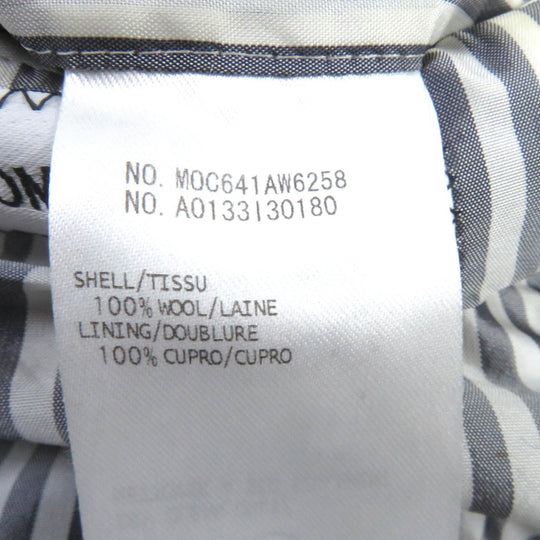 NO. MOC641AW6258
NO. A0133I30180
SHELL/TISSU
100% WOOL/LAINE
LINING/DOUBLURE
100% CUPRO/CUPRO